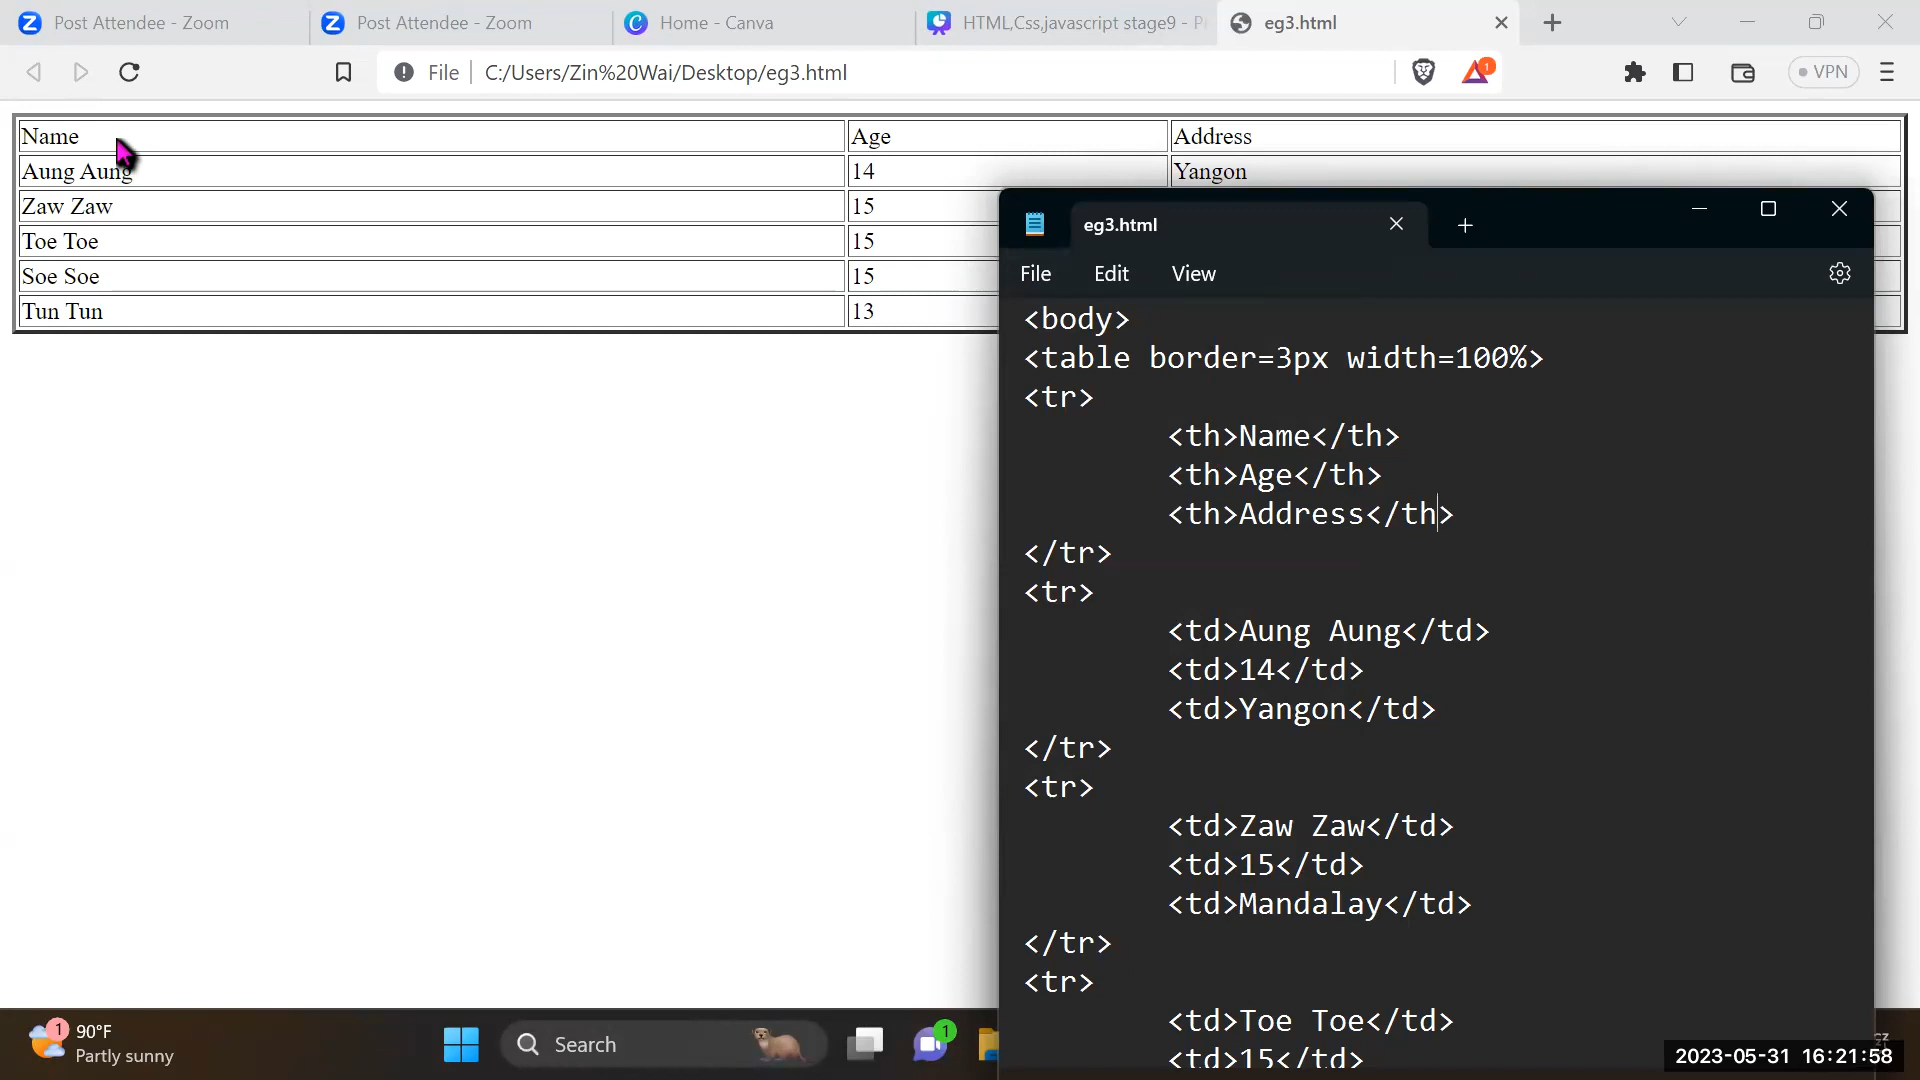 Post Attendee - Zoom
Post Attendee - Zoom
Home - Canva
HTML,Css,javascript stage9 - P
eg3.html
File
C:/Users/Zin%20Wai/Desktop/eg3.html
1
VPN
Name Age Address
Aung Aung 14 Yangon
Zaw Zaw 15
Toe Toe 15
Soe Soe 15
Tun Tun 13
eg3.html
File Edit View
<body>
<table border=3px width=100%>
<tr>
<th>Name</th>
<th>Age</th>
<th>Address</th>
</tr>
<tr>
<td>Aung Aung</td>
<td>14</td>
<td>Yangon</td>
</tr>
<tr>
<td>Zaw Zaw</td>
<td>15</td>
<td>Mandalay</td>
</tr>
<tr>
<td>Toe Toe</td>
<td>15</td>
1
90°F
Partly sunny
Search
1
2023-05-31 16:21:58